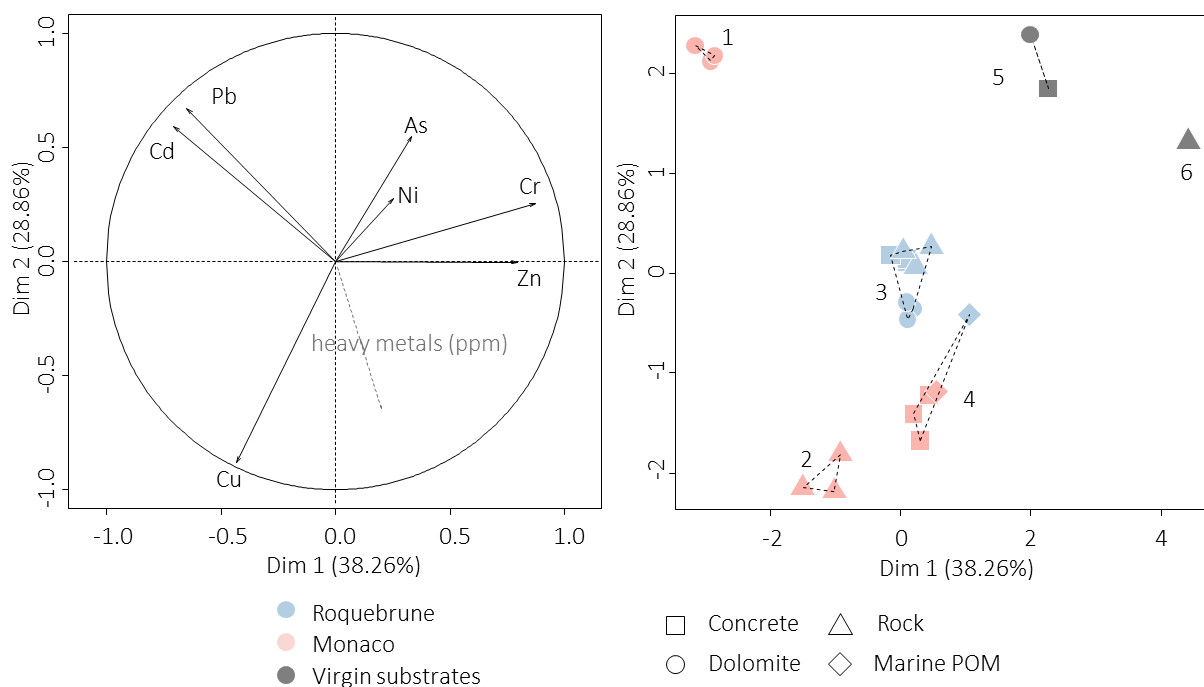 1.0
0.5
0.0
-0.5
-1.0
Dim 2 (28.86%)
Pb
Cd
As
Ni
Cr
Zn
heavy metals (ppm)
Cu
-1.0 -0.5 0.0 0.5 1.0
Dim 1 (38.26%)
2
1
0
-1
-2
Dim 2 (28.86%)
1
5
6
3
4
2
-2 0 2 4
Dim 1 (38.26%)
Roquebrune
Monaco
Virgin substrates
Concrete Rock
Dolomite Marine POM